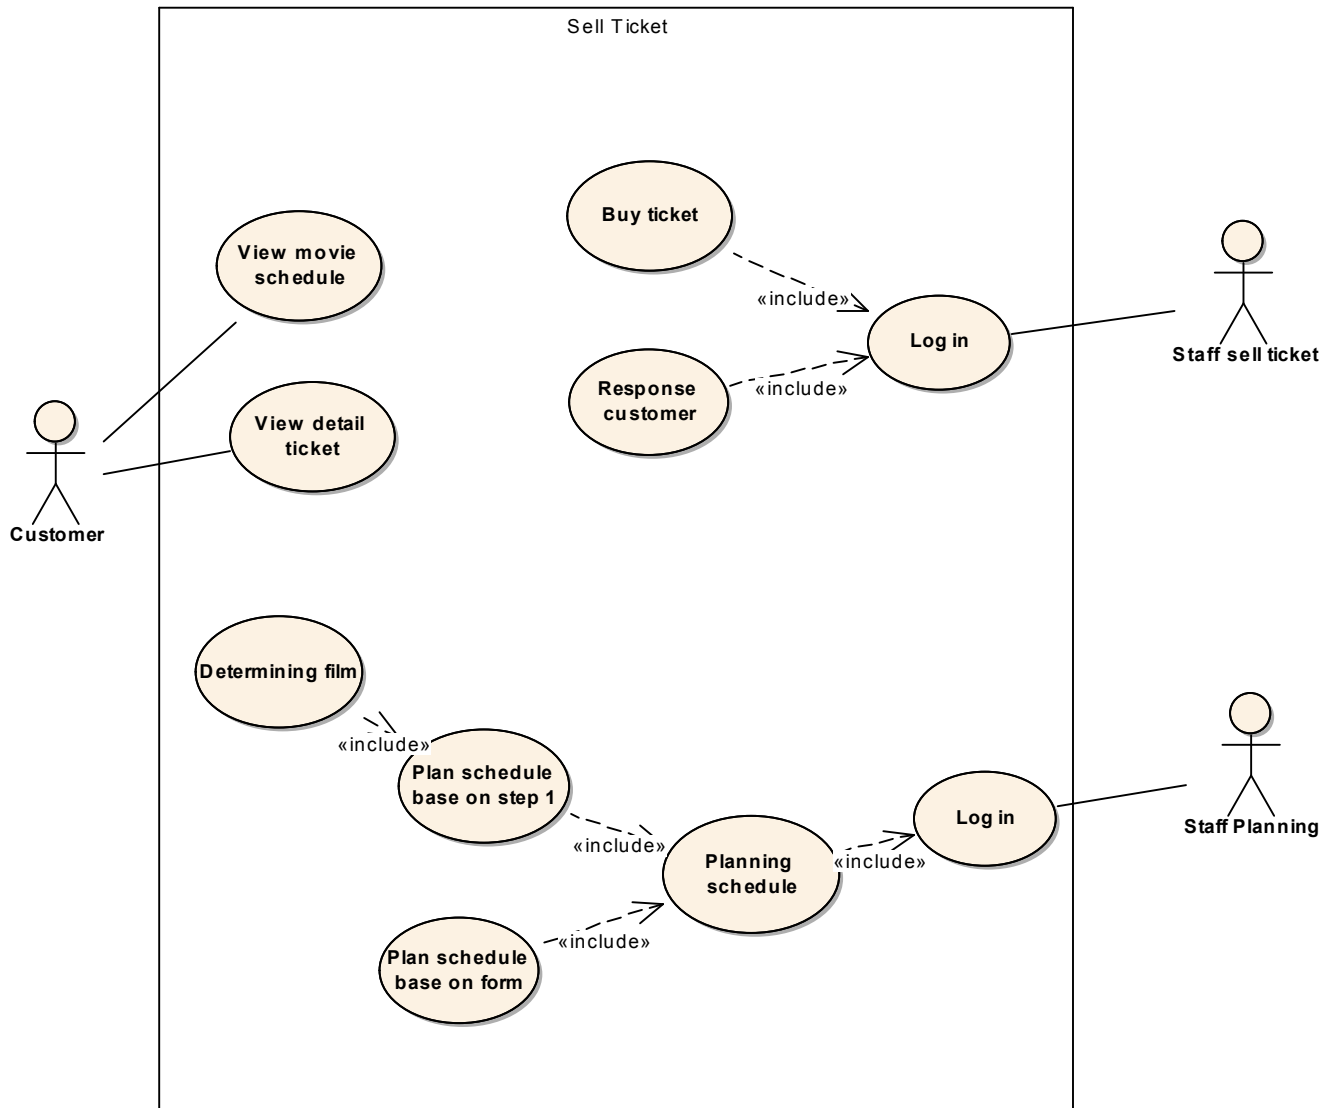 Sell Ticket
Buy ticket
View movie
schedule
«include»
Log in
Staff sell ticket
Response
customer
«include»
View detail
ticket
Customer
Determining film
«include»
Plan schedule
base on step 1
«include»
Planning
schedule
«include»
Log in
Staff Planning
Plan schedule
base on form
«include»